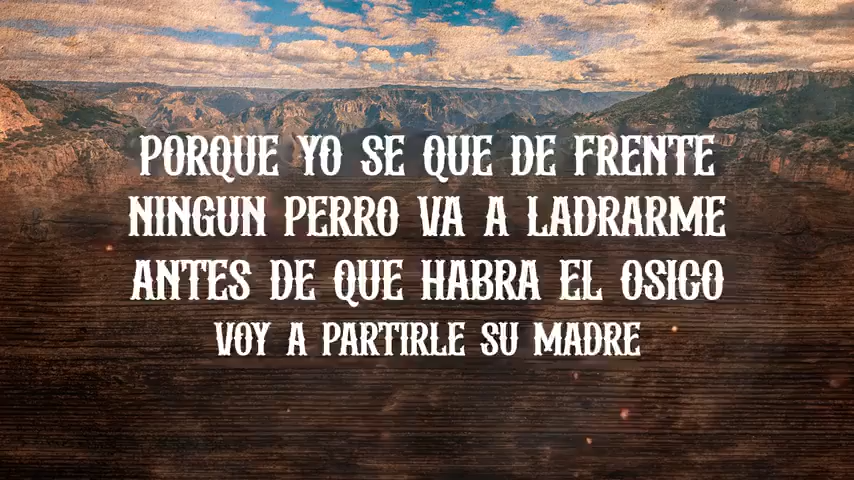 PORQUE YO SE QUE DE FRENTE
NINGUN PERRO VA A LADRARME
ANTES DE QUE HABRA EL OSICO
VOY A PARTIRLE SU MADRE